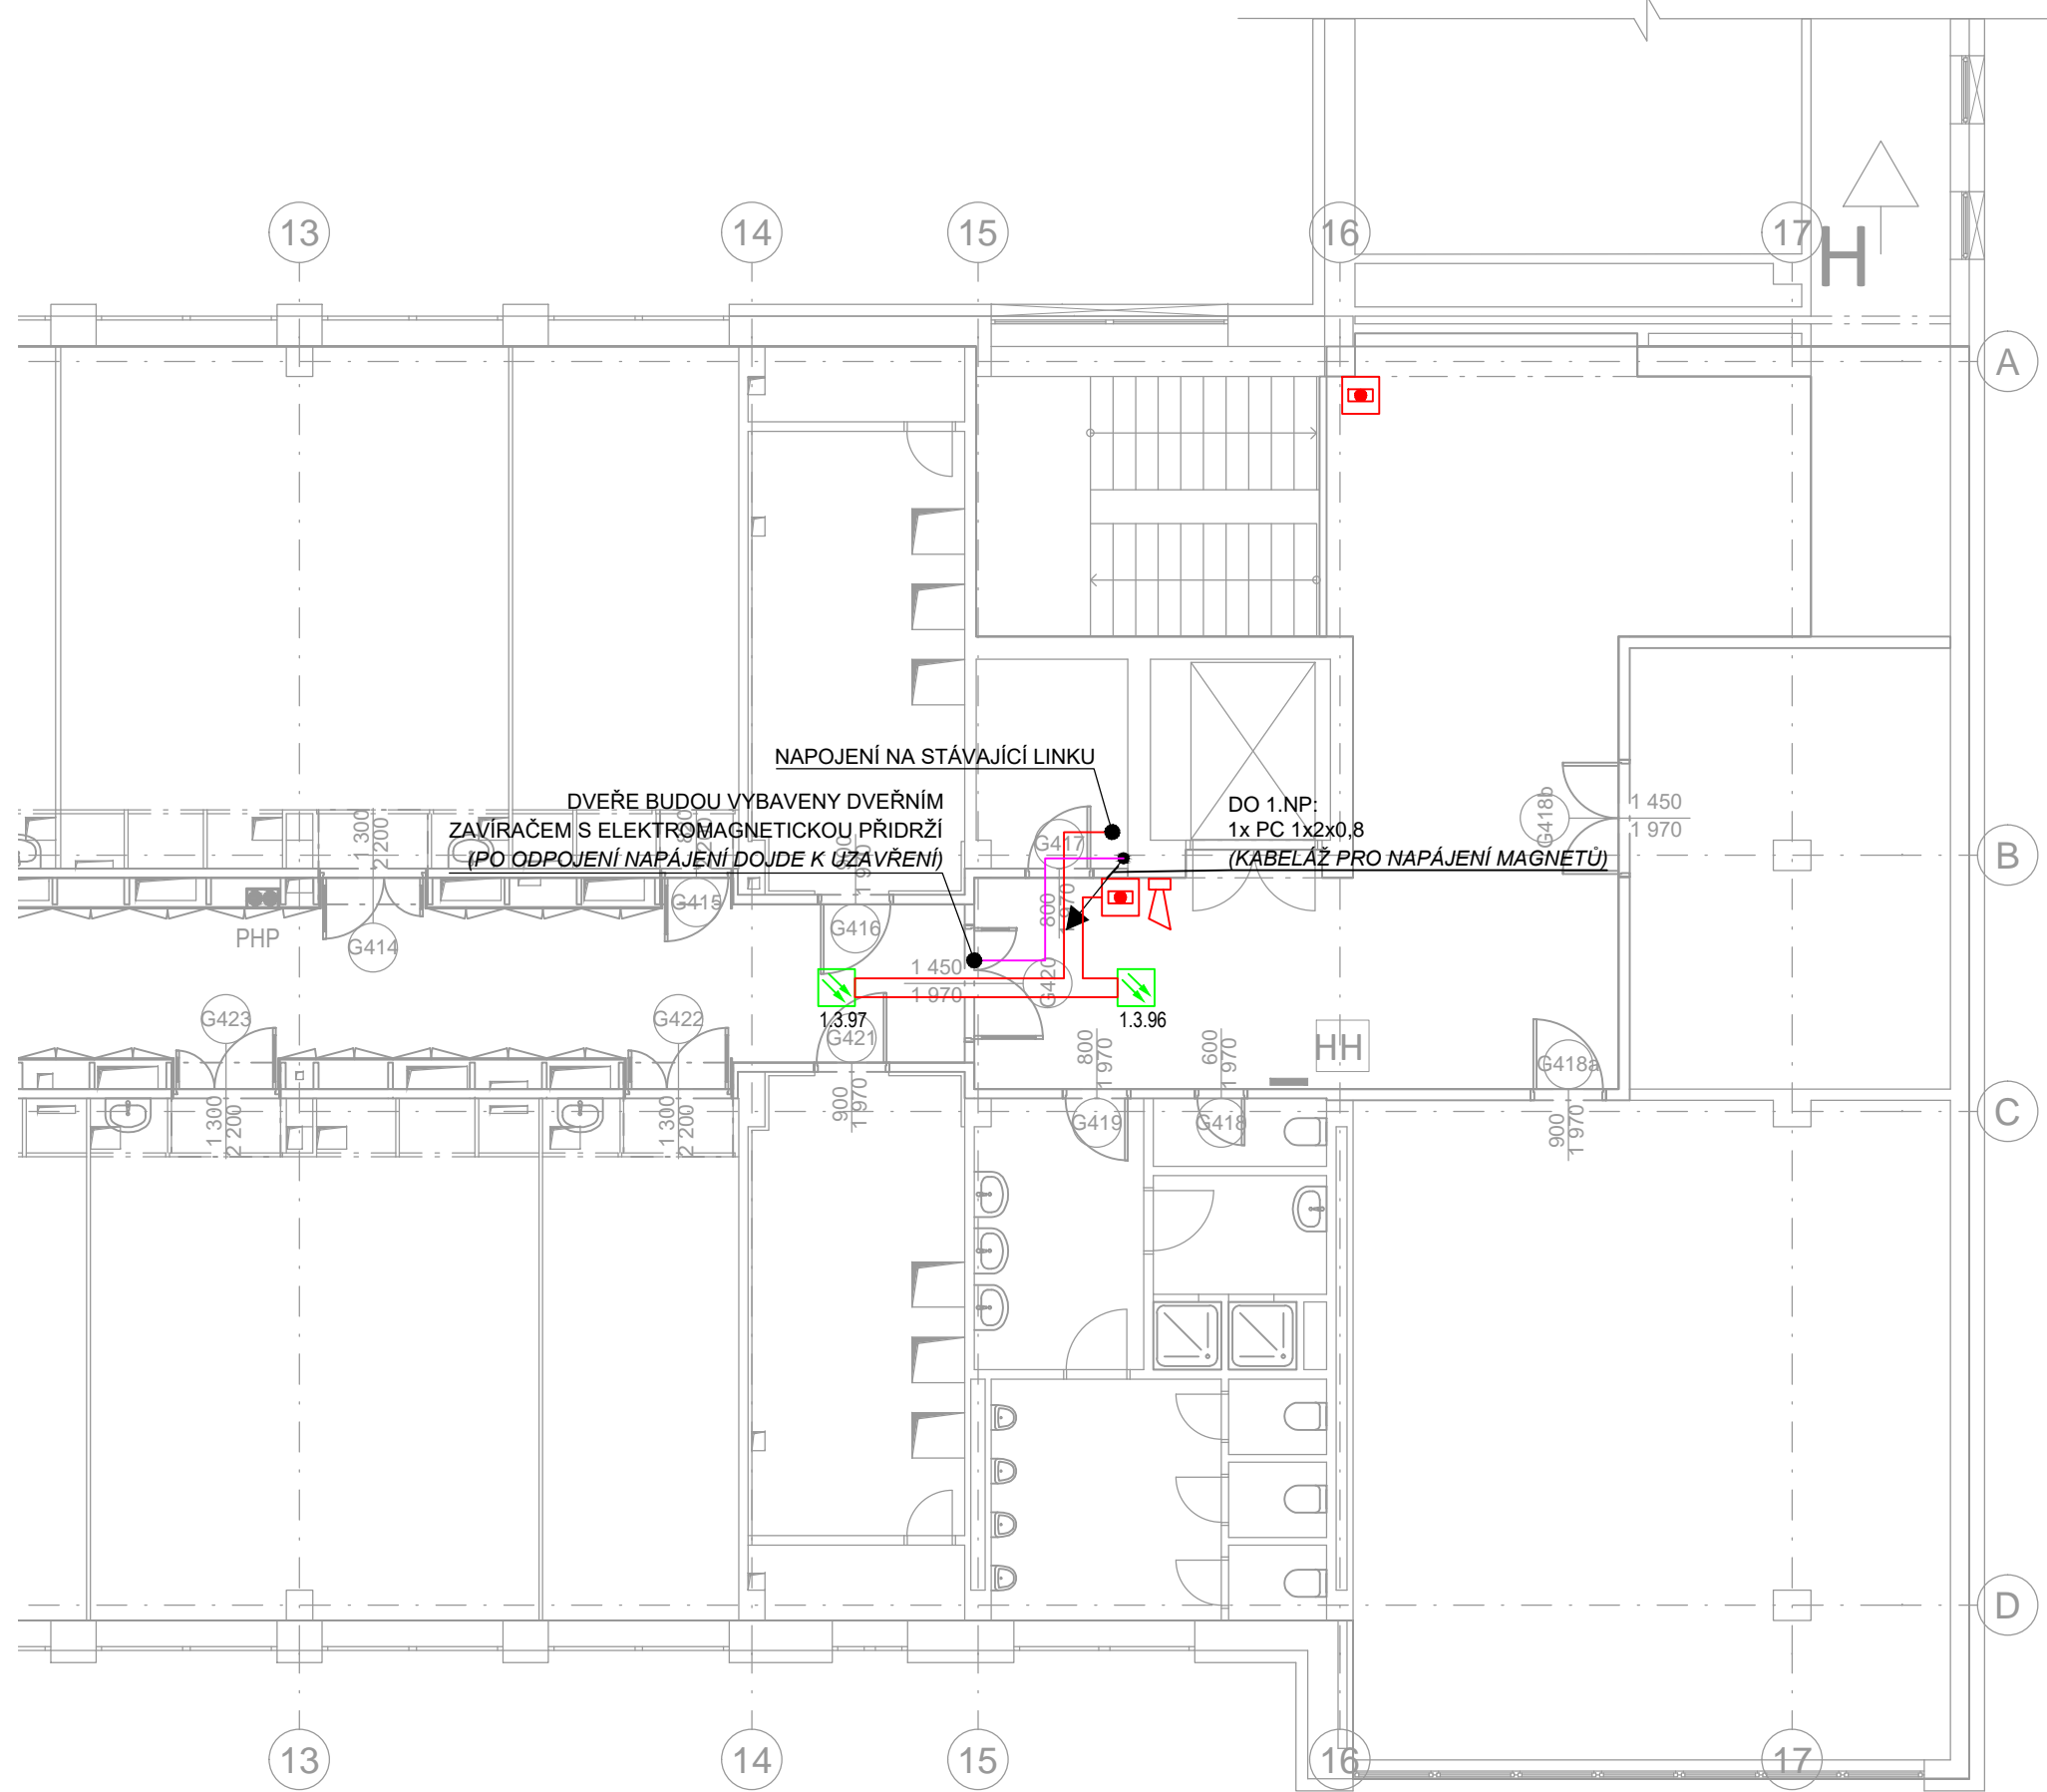 13
14
15
16
17
H
A
NAPOJENÍ NA STÁVAJÍCÍ LINKU
DVEŘE BUDOU VYBAVENY DVEŘNÍM
ZAVÍRAČEM S ELEKTROMAGNETICKOU PŘIDRŽÍ
(PO ODPOJENÍ NAPÁJENÍ DOJDE K UZAVŘENÍ)
DO 1.NP:
1x PC 1x2x0,8
(KABELÁŽ PRO NAPÁJENÍ MAGNETŮ)
1 300
2 200
G417
G418b
1 450
1 970
B
G415
G416
PHP
G414
800
1 970
1 450
1 970
G420
G423
G422
1.3.97
G421
1.3.96
800
1 970
600
1 970
HH
G418a
1 300
2 200
1 300
2 200
900
1 970
G419
G418
900
1 970
C
D
13
14
15
16
17